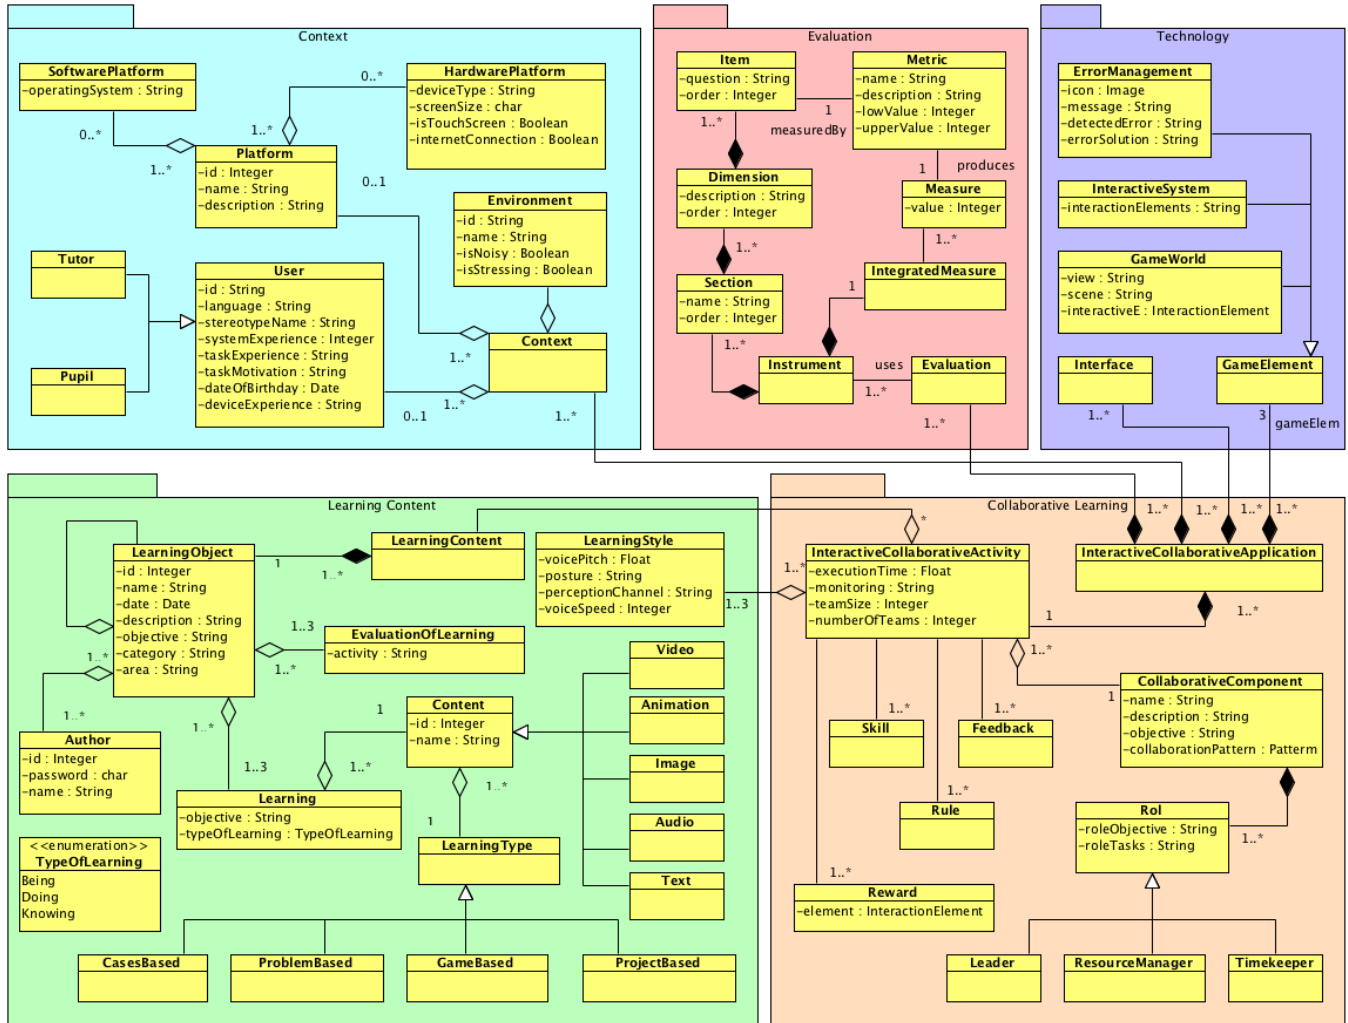 Context
SoftwarePlatform
-operatingSystem : String
0..*
HardwarePlatform
-deviceType : String
-screenSize : char
-isTouchScreen : Boolean
-internetConnection : Boolean
0..*
1..*
1..*
Platform
-id : Integer
-name : String
-description : String
0..1
Environment
-id : String
-name : String
-isNoisy : Boolean
-isStressing : Boolean
Tutor
Pupil
User
-id : String
-language : String
-stereotypeName : String
-systemExperience : Integer
-taskExperience : String
-taskMotivation : String
-dateOfBirthday : Date
-deviceExperience : String
Context
1..*
1..*
0..1
1..*
Evaluation
Item
-question : String
-order : Integer
Metric
-name : String
-description : String
-lowValue : Integer
-upperValue : Integer
1
measuredBy
1..*
produces
1
Dimension
-description : String
-order : Integer
Measure
-value : Integer
1..*
1..*
Section
-name : String
-order : Integer
IntegratedMeasure
1
1..*
Instrument
uses
1..*
Evaluation
1..*
Technology
ErrorManagement
-icon : Image
-message : String
-detectedError : String
-errorSolution : String
InteractiveSystem
-interactionElements : String
GameWorld
-view : String
-scene : String
-interactiveE : InteractionElement
Interface
GameElement
1..*
3
gameElem
Learning Content
LearningObject
-id : Integer
-name : String
-date : Date
-description : String
-objective : String
-category : String
-area : String
1
1..*
LearningContent
LearningStyle
-voicePitch : Float
-posture : String
-perceptionChannel : String
-voiceSpeed : Integer
1..3
1..3
1..*
EvaluationOfLearning
-activity : String
1..*
1..*
Author
-id : Integer
-password : char
-name : String
1..*
1..3
Content
-id : Integer
-name : String
1
1..*
Learning
-objective : String
-typeOfLearning : TypeOfLearning
1..*
1
LearningType
Video
Animation
Image
Audio
Text
<<enumeration>>
TypeOfLearning
Being
Doing
Knowing
CasesBased
ProblemBased
GameBased
ProjectBased
Collaborative Learning
*
1..*
1..*
1..*
1..*
InteractiveCollaborativeActivity
-executionTime : Float
-monitoring : String
-teamSize : Integer
-numberOfTeams : Integer
1..*
InteractiveCollaborativeApplication
1
1..*
1..*
1
CollaborativeComponent
-name : String
-description : String
-objective : String
-collaborationPattern : Patterm
1..*
Skill
1..*
Feedback
1..*
Rule
1..*
Reward
-element : InteractionElement
Rol
-roleObjective : String
-roleTasks : String
1..*
Leader
ResourceManager
Timekeeper